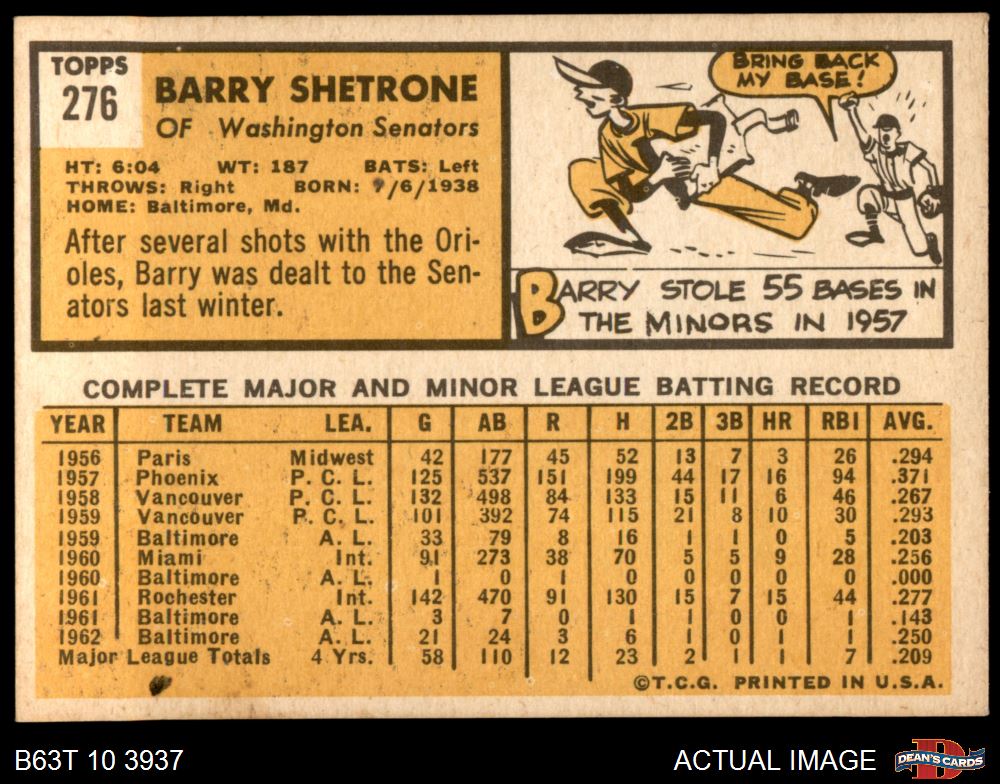 TOPPS
276
BARRY SHETRONE
OF Washington Senators
HT: 6:04 WT: 187 BATS: Left
THROWS: Right BORN: /6/1938
HOME: Baltimore, Md.
After several shots with the Ori-
oles, Barry was dealt to the Sen-
ators last winter.
BRING BACK
MY BASE!
BARRY STOLE 55 BASES IN
THE MINORS IN 1957
COMPLETE MAJOR AND MINOR LEAGUE BATTING RECORD
YEAR TEAM LEA. G AB R H 2B 3B HR RBI AVG.
1956 Paris Midwest 42 177 45 52 13 7 3 26 .294
1957 Phoenix P. C. L. 125 537 151 199 44 17 16 94 .371
1958 Vancouver P. C. L. 132 498 84 133 15 11 6 46 .267
1959 Vancouver P. C. L. 101 392 74 115 21 8 10 30 .293
1959 Baltimore A. L. 33 79 8 16 1 1 0 5 .203
1960 Miami Int. 91 273 38 70 5 5 9 28 .256
1960 Baltimore A. L. 1 0 1 0 0 0 0 0 .000
1961 Rochester Int. 142 470 91 130 15 7 15 44 .277
1961 Baltimore A. L. 3 7 0 1 1 0 0 1 .143
1962 Baltimore A. L. 21 24 3 6 1 0 1 1 .250
Major League Totals 4 Yrs. 58 110 12 23 2 1 1 7 .209
©T.C.G. PRINTED IN U.S.A.
B63T 10 3937
ACTUAL IMAGE
DEAN'S CARDS